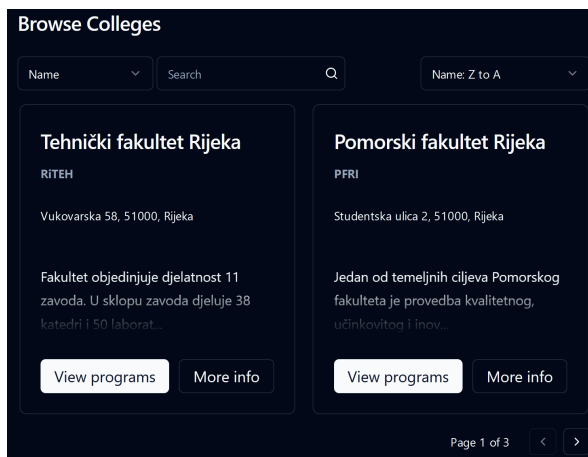 Browse Colleges
Name
Search
Name: Z to A
Tehnički fakultet Rijeka
RiTEH
Vukovarska 58, 51000, Rijeka
Fakultet objedinjuje djelatnost 11
zavoda. U sklopu zavoda djeluje 38
katedri i 50 laborat...
View programs
More info
Pomorski fakultet Rijeka
PFRI
Studentska ulica 2, 51000, Rijeka
Jedan od temeljnih ciljeva Pomorskog
fakulteta je provedba kvalitetnog,
učinkovitog i inov...
View programs
More info
Page 1 of 3